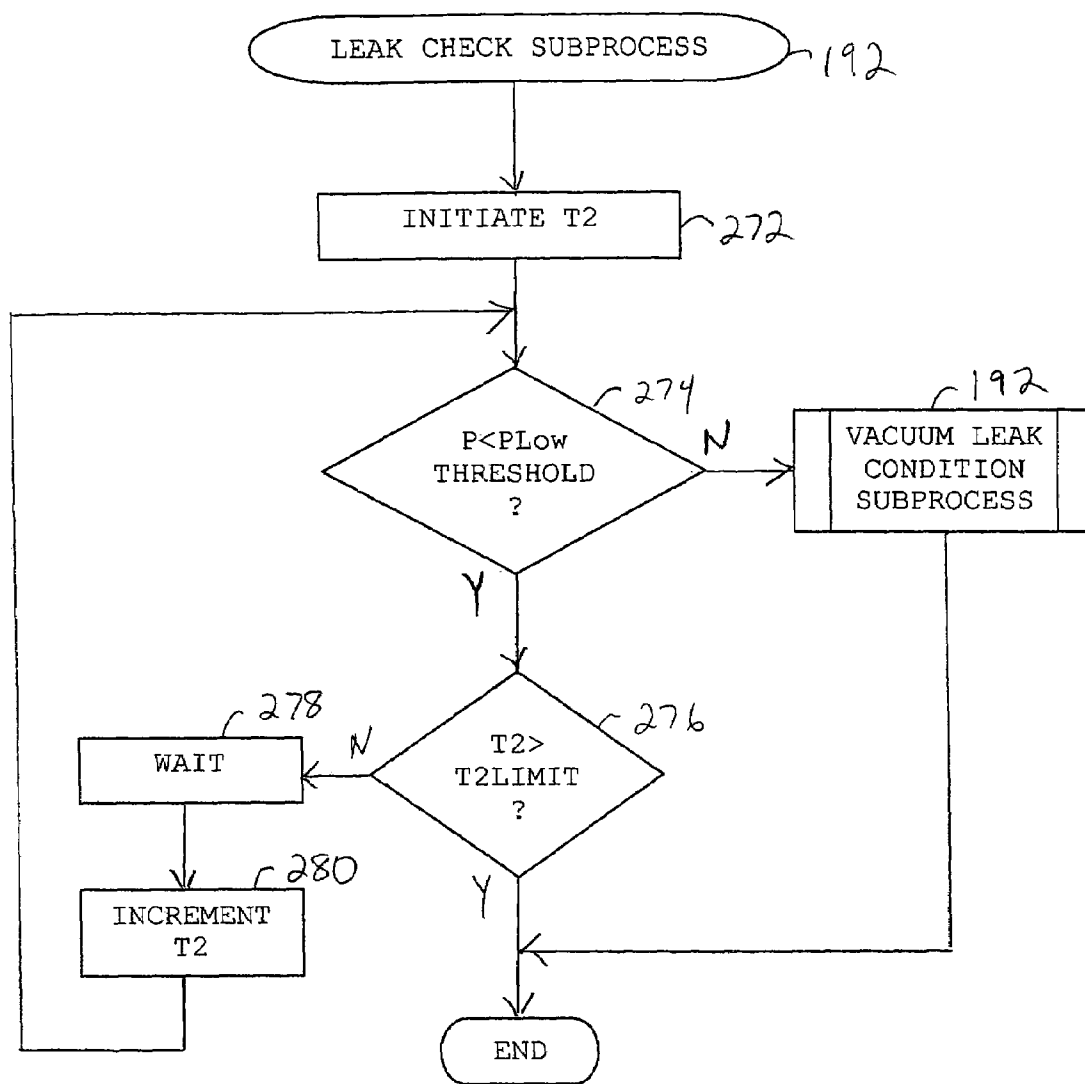 LEAK CHECK SUBPROCESS
192
INITIATE T2
272
274
P<PLow
THRESHOLD
?
N
192
VACUUM LEAK
CONDITION
SUBPROCESS
Y
276
T2>
T2LIMIT
?
N
278
WAIT
280
INCREMENT
T2
Y
END